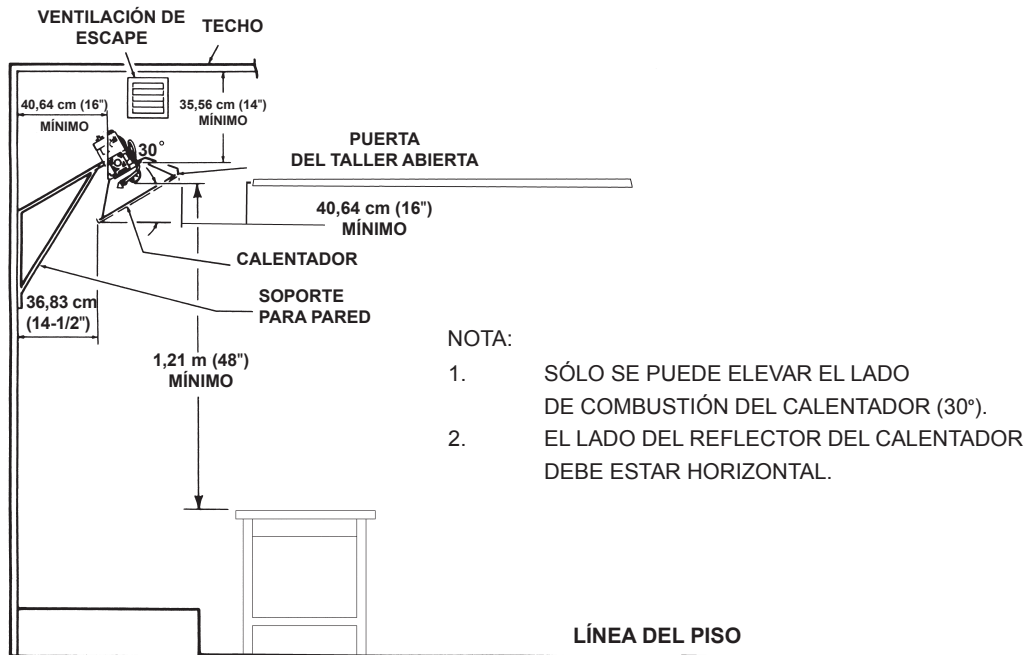 VENTILACIÓN DE
ESCAPE
TECHO
40,64 cm (16")
MÍNIMO
35,56 cm (14")
MÍNIMO
30°
PUERTA
DEL TALLER ABIERTA
40,64 cm (16")
MÍNIMO
CALENTADOR
SOPORTE
PARA PARED
36,83 cm
(14-1/2")
1,21 m (48")
MÍNIMO
NOTA:
1. SÓLO SE PUEDE ELEVAR EL LADO
DE COMBUSTIÓN DEL CALENTADOR (30°).
2. EL LADO DEL REFLECTOR DEL CALENTADOR
DEBE ESTAR HORIZONTAL.
LÍNEA DEL PISO